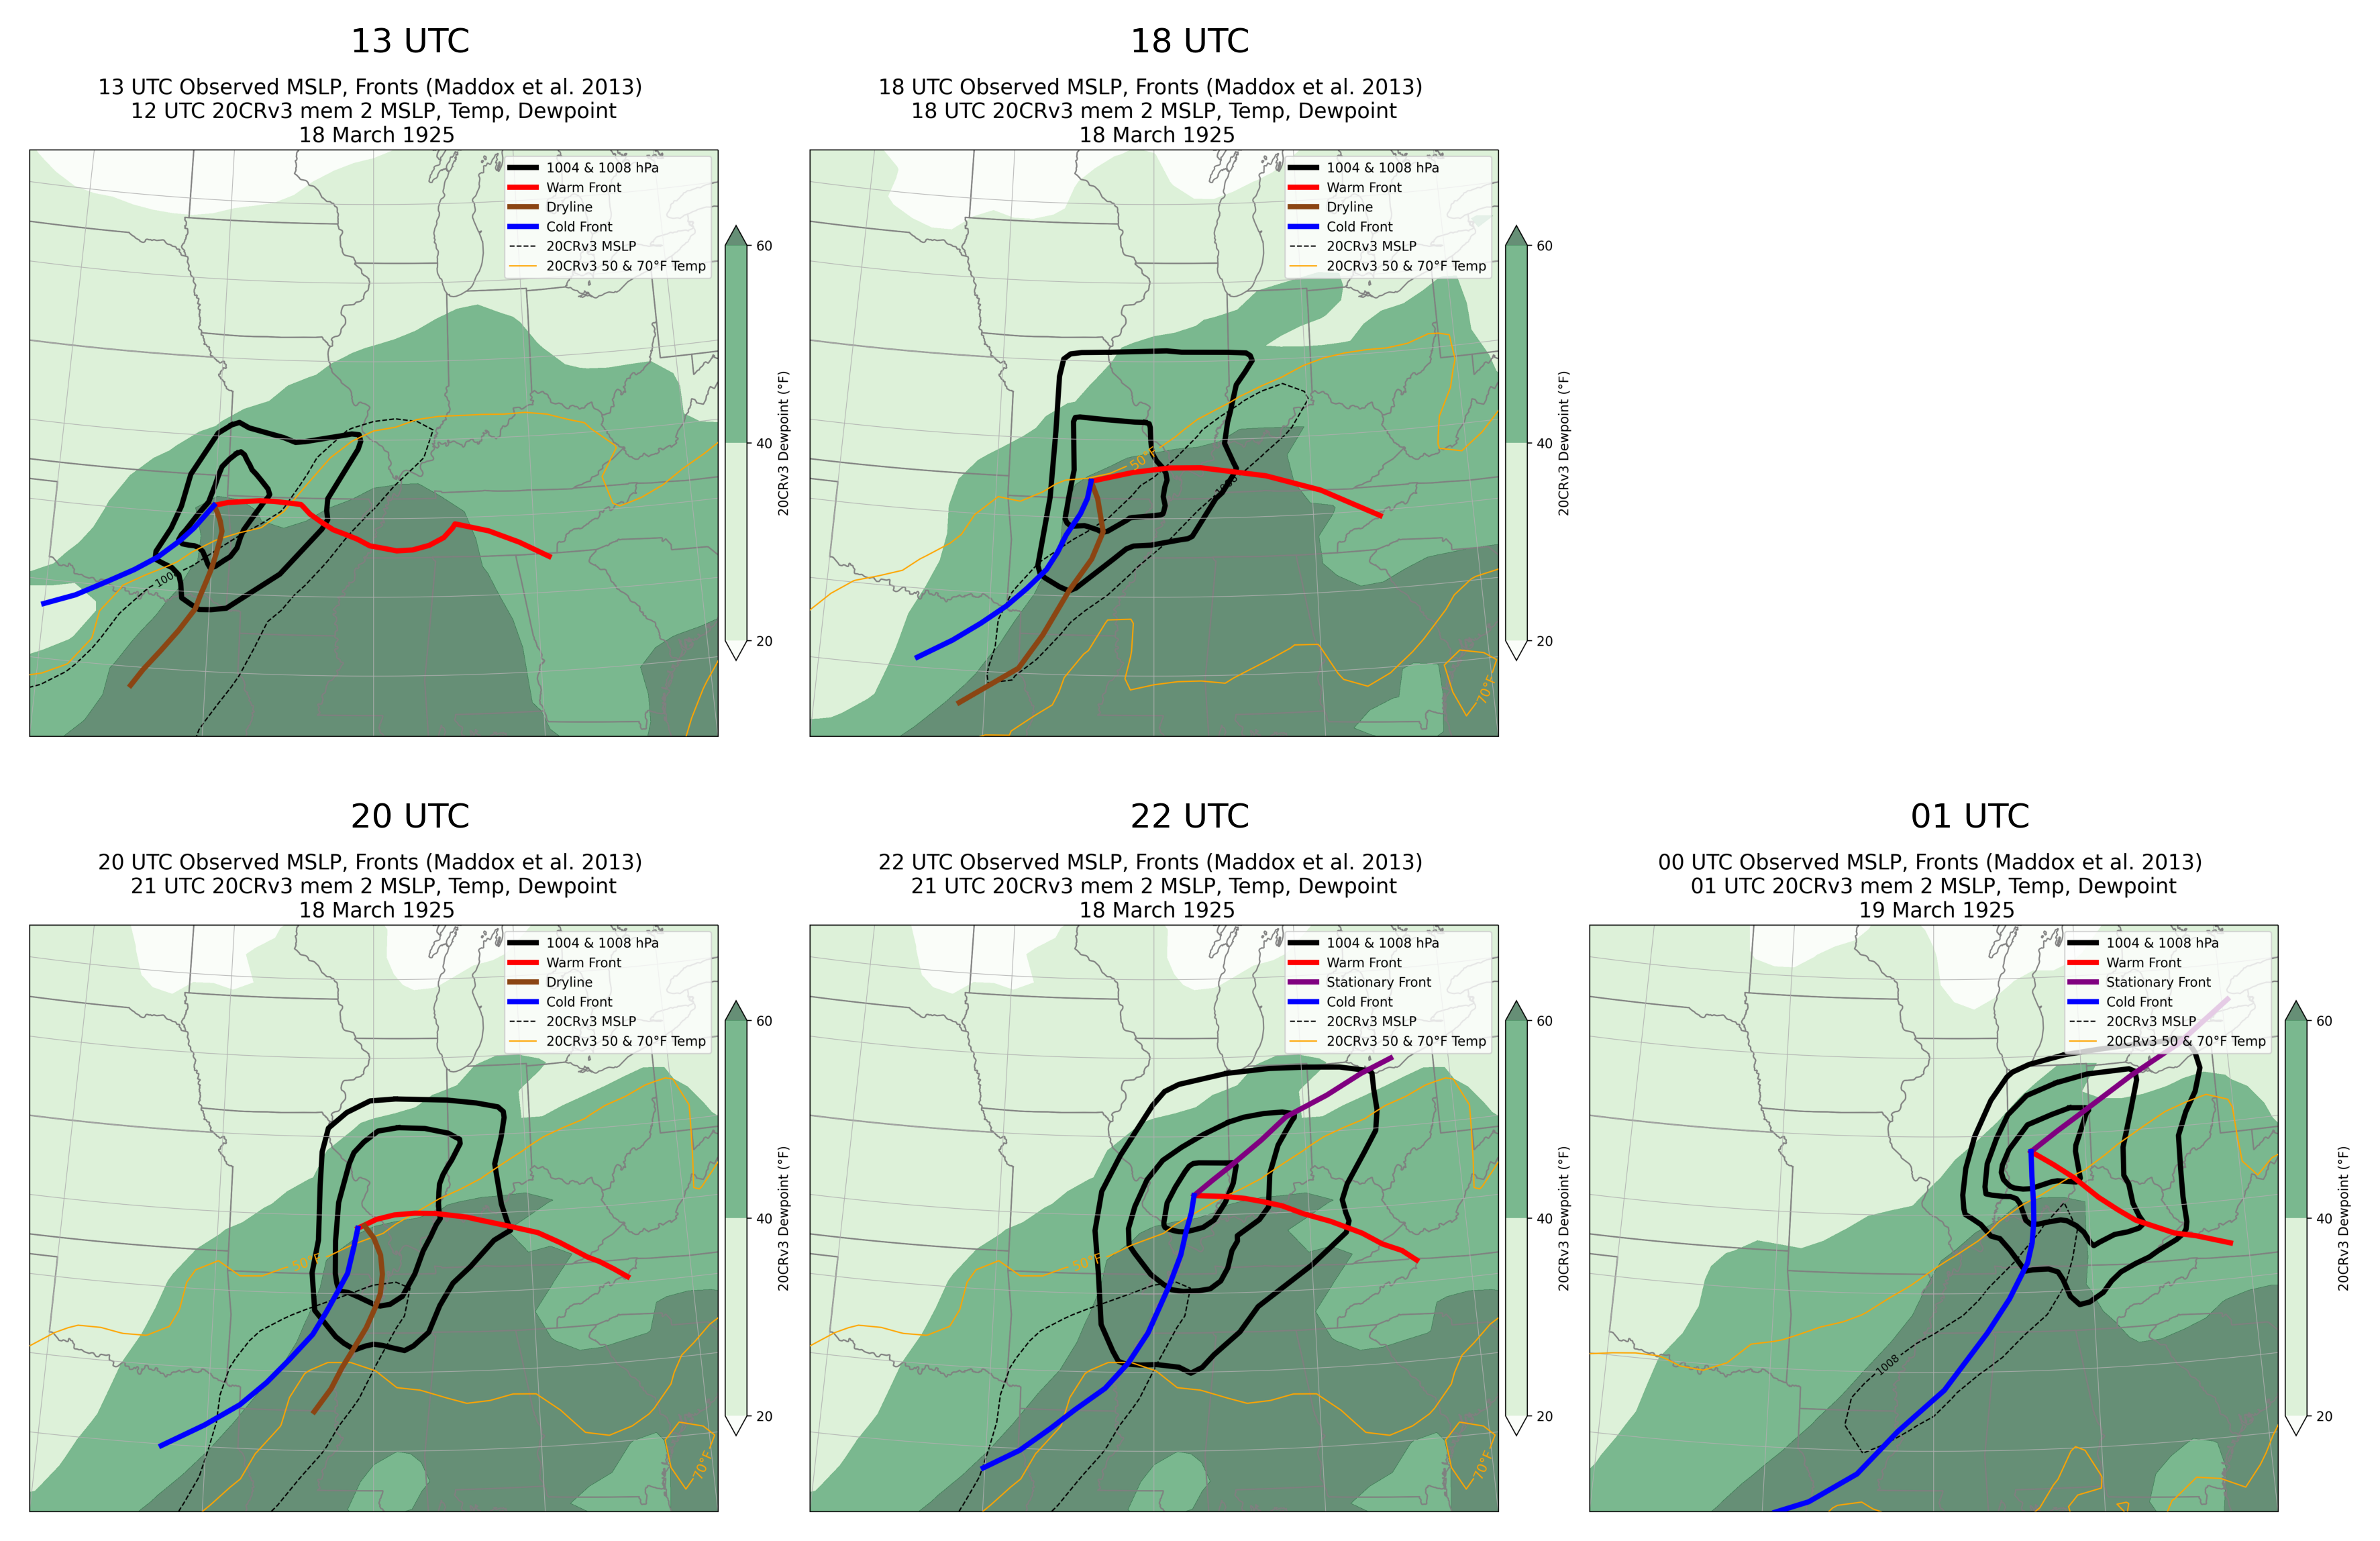 13 UTC
13 UTC Observed MSLP, Fronts (Maddox et al. 2013)
12 UTC 20CRv3 mem 2 MSLP, Temp, Dewpoint
18 March 1925
1004 & 1008 hPa
Warm Front
Dryline
Cold Front
20CRv3 MSLP
20CRv3 50 & 70°F Temp
60
40
20
20CRv3 Dewpoint (°F)
18 UTC
18 UTC Observed MSLP, Fronts (Maddox et al. 2013)
18 UTC 20CRv3 mem 2 MSLP, Temp, Dewpoint
18 March 1925
1004 & 1008 hPa
Warm Front
Dryline
Cold Front
20CRv3 MSLP
20CRv3 50 & 70°F Temp
50°F
70°F
60
40
20
20CRv3 Dewpoint (°F)
20 UTC
20 UTC Observed MSLP, Fronts (Maddox et al. 2013)
21 UTC 20CRv3 mem 2 MSLP, Temp, Dewpoint
18 March 1925
1004 & 1008 hPa
Warm Front
Dryline
Cold Front
20CRv3 MSLP
20CRv3 50 & 70°F Temp
50°F
70°F
60
40
20
20CRv3 Dewpoint (°F)
22 UTC
22 UTC Observed MSLP, Fronts (Maddox et al. 2013)
21 UTC 20CRv3 mem 2 MSLP, Temp, Dewpoint
18 March 1925
1004 & 1008 hPa
Warm Front
Stationary Front
Cold Front
20CRv3 MSLP
20CRv3 50 & 70°F Temp
50°F
70°F
60
40
20
20CRv3 Dewpoint (°F)
01 UTC
00 UTC Observed MSLP, Fronts (Maddox et al. 2013)
01 UTC 20CRv3 mem 2 MSLP, Temp, Dewpoint
19 March 1925
1004 & 1008 hPa
Warm Front
Stationary Front
Cold Front
20CRv3 MSLP
20CRv3 50 & 70°F Temp
1008
60
40
20
20CRv3 Dewpoint (°F)